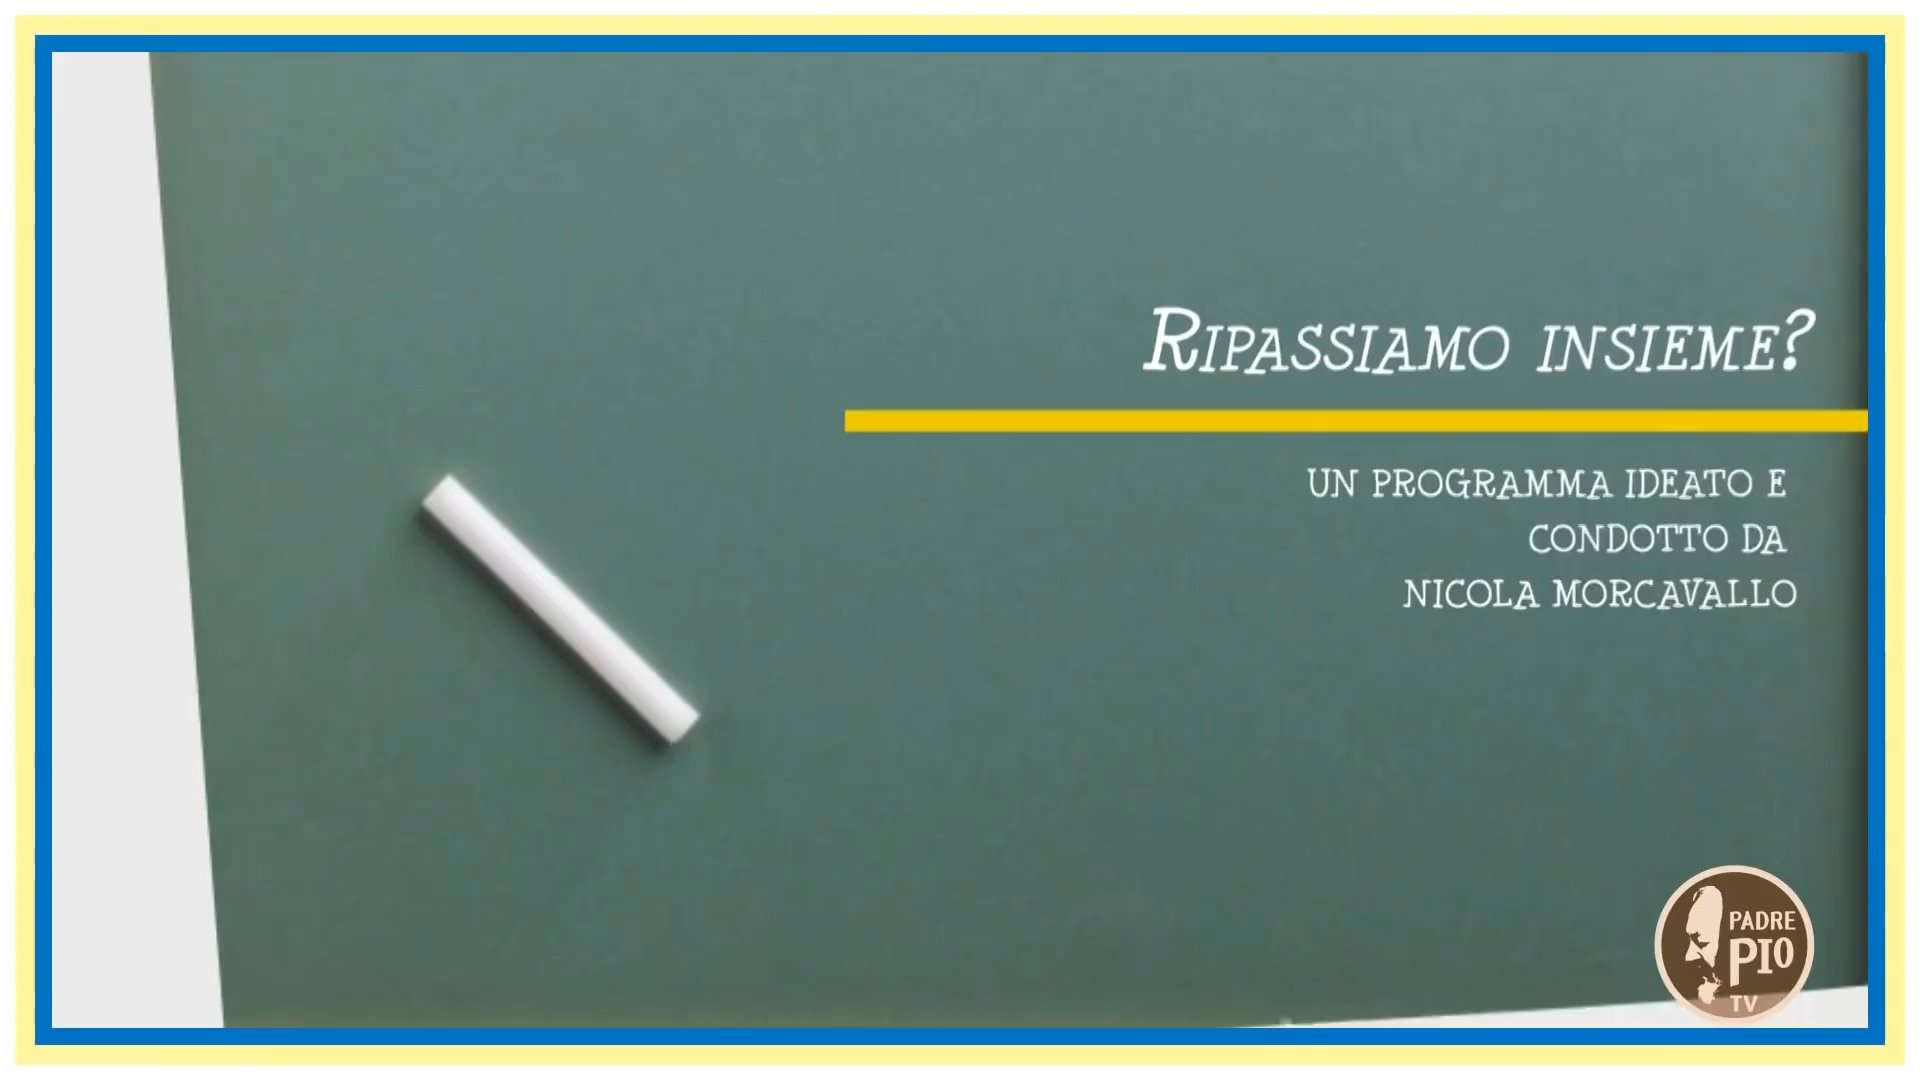 RIPASSIAMO INSIEME?
UN PROGRAMMA IDEATO E
CONDOTTO DA
NICOLA MORCAVALLO
PADRE
PIO
TV